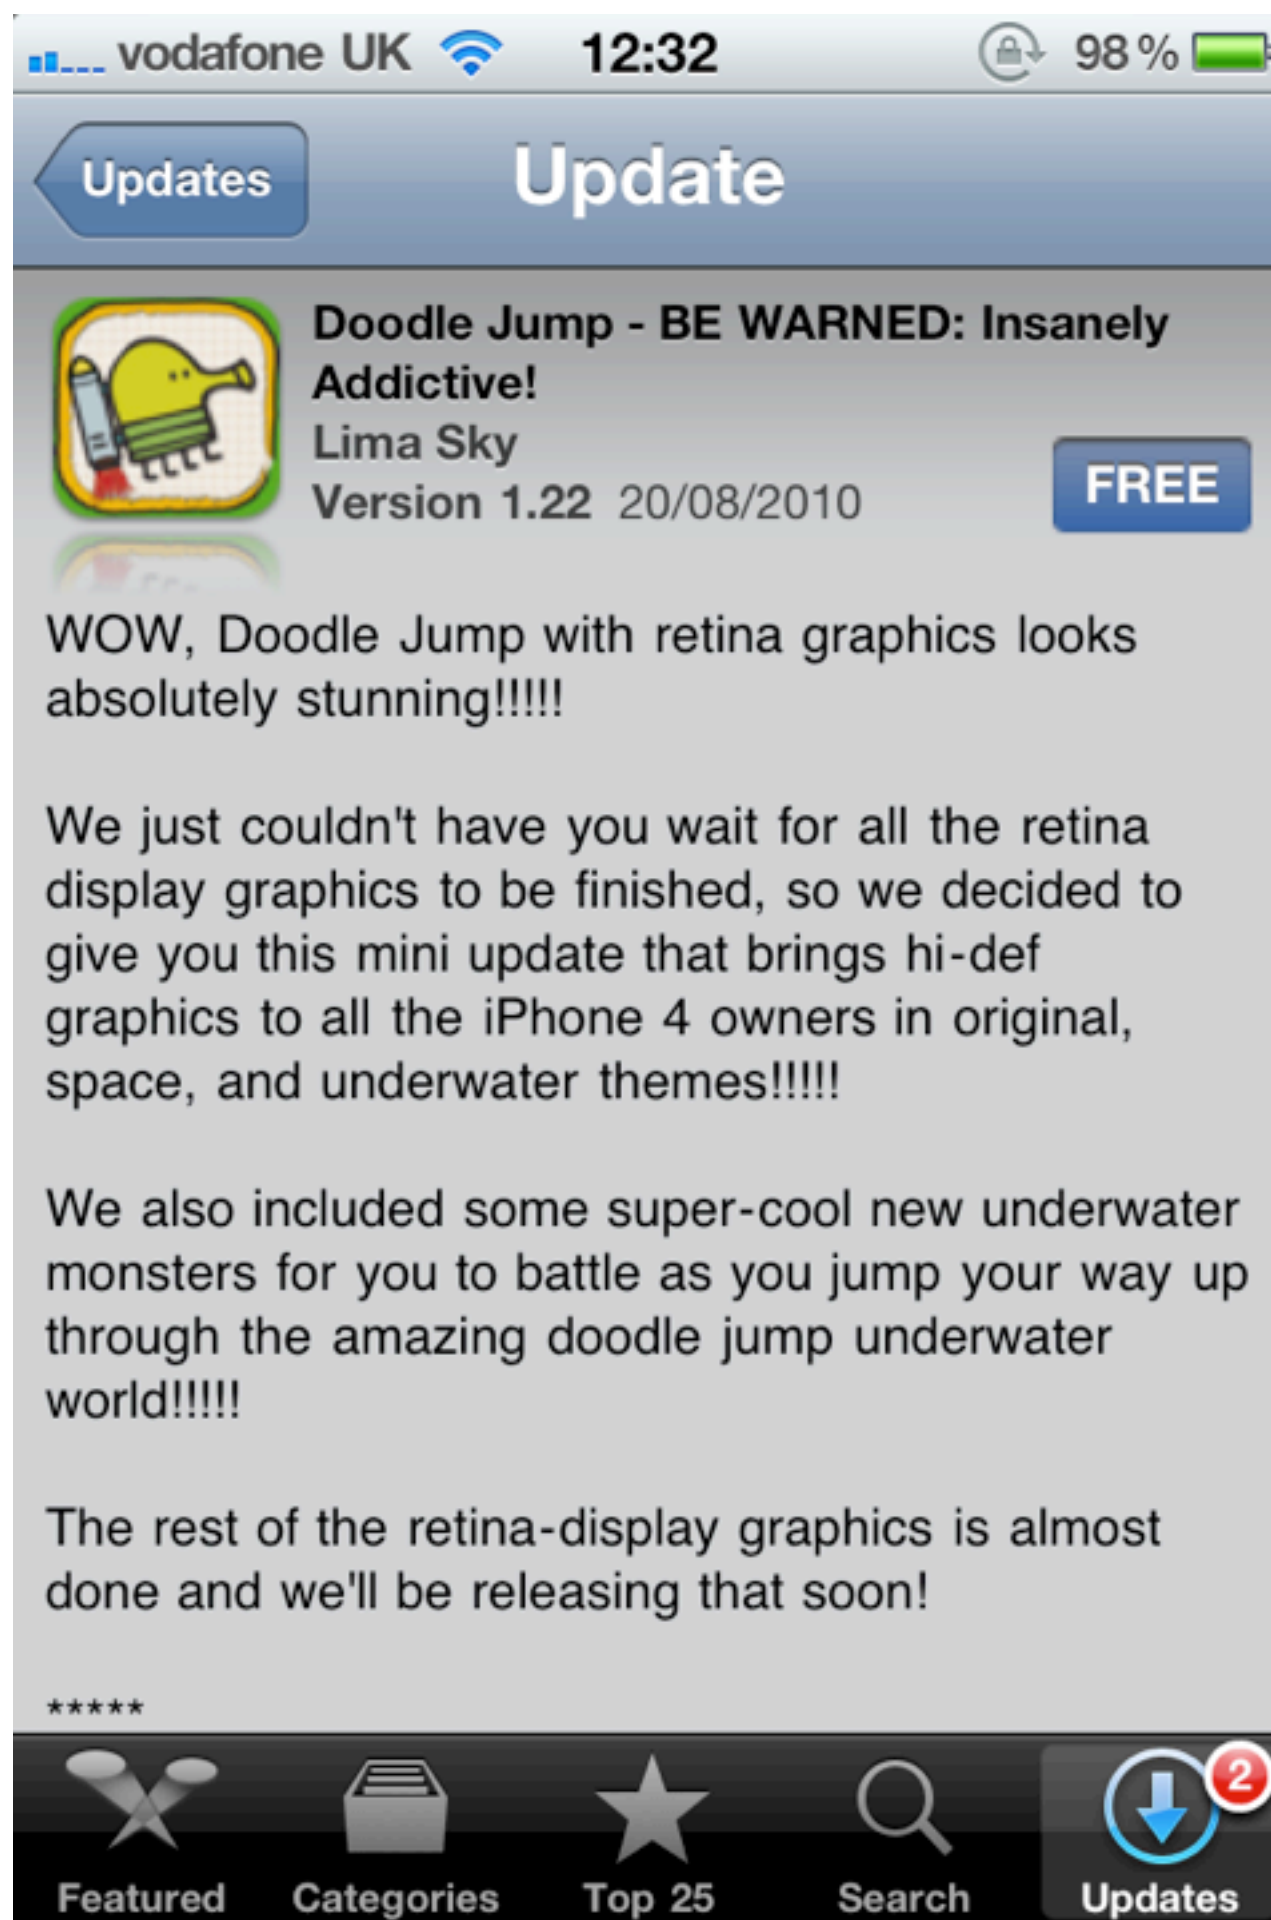 vodafone UK 12:32 98%
Updates Update
Doodle Jump - BE WARNED: Insanely
Addictive!
Lima Sky
Version 1.22 20/08/2010
FREE
WOW, Doodle Jump with retina graphics looks
absolutely stunning!!!!!
We just couldn't have you wait for all the retina
display graphics to be finished, so we decided to
give you this mini update that brings hi-def
graphics to all the iPhone 4 owners in original,
space, and underwater themes!!!!!
We also included some super-cool new underwater
monsters for you to battle as you jump your way up
through the amazing doodle jump underwater
world!!!!!
The rest of the retina-display graphics is almost
done and we'll be releasing that soon!
*****
2
Featured Categories Top 25 Search Updates